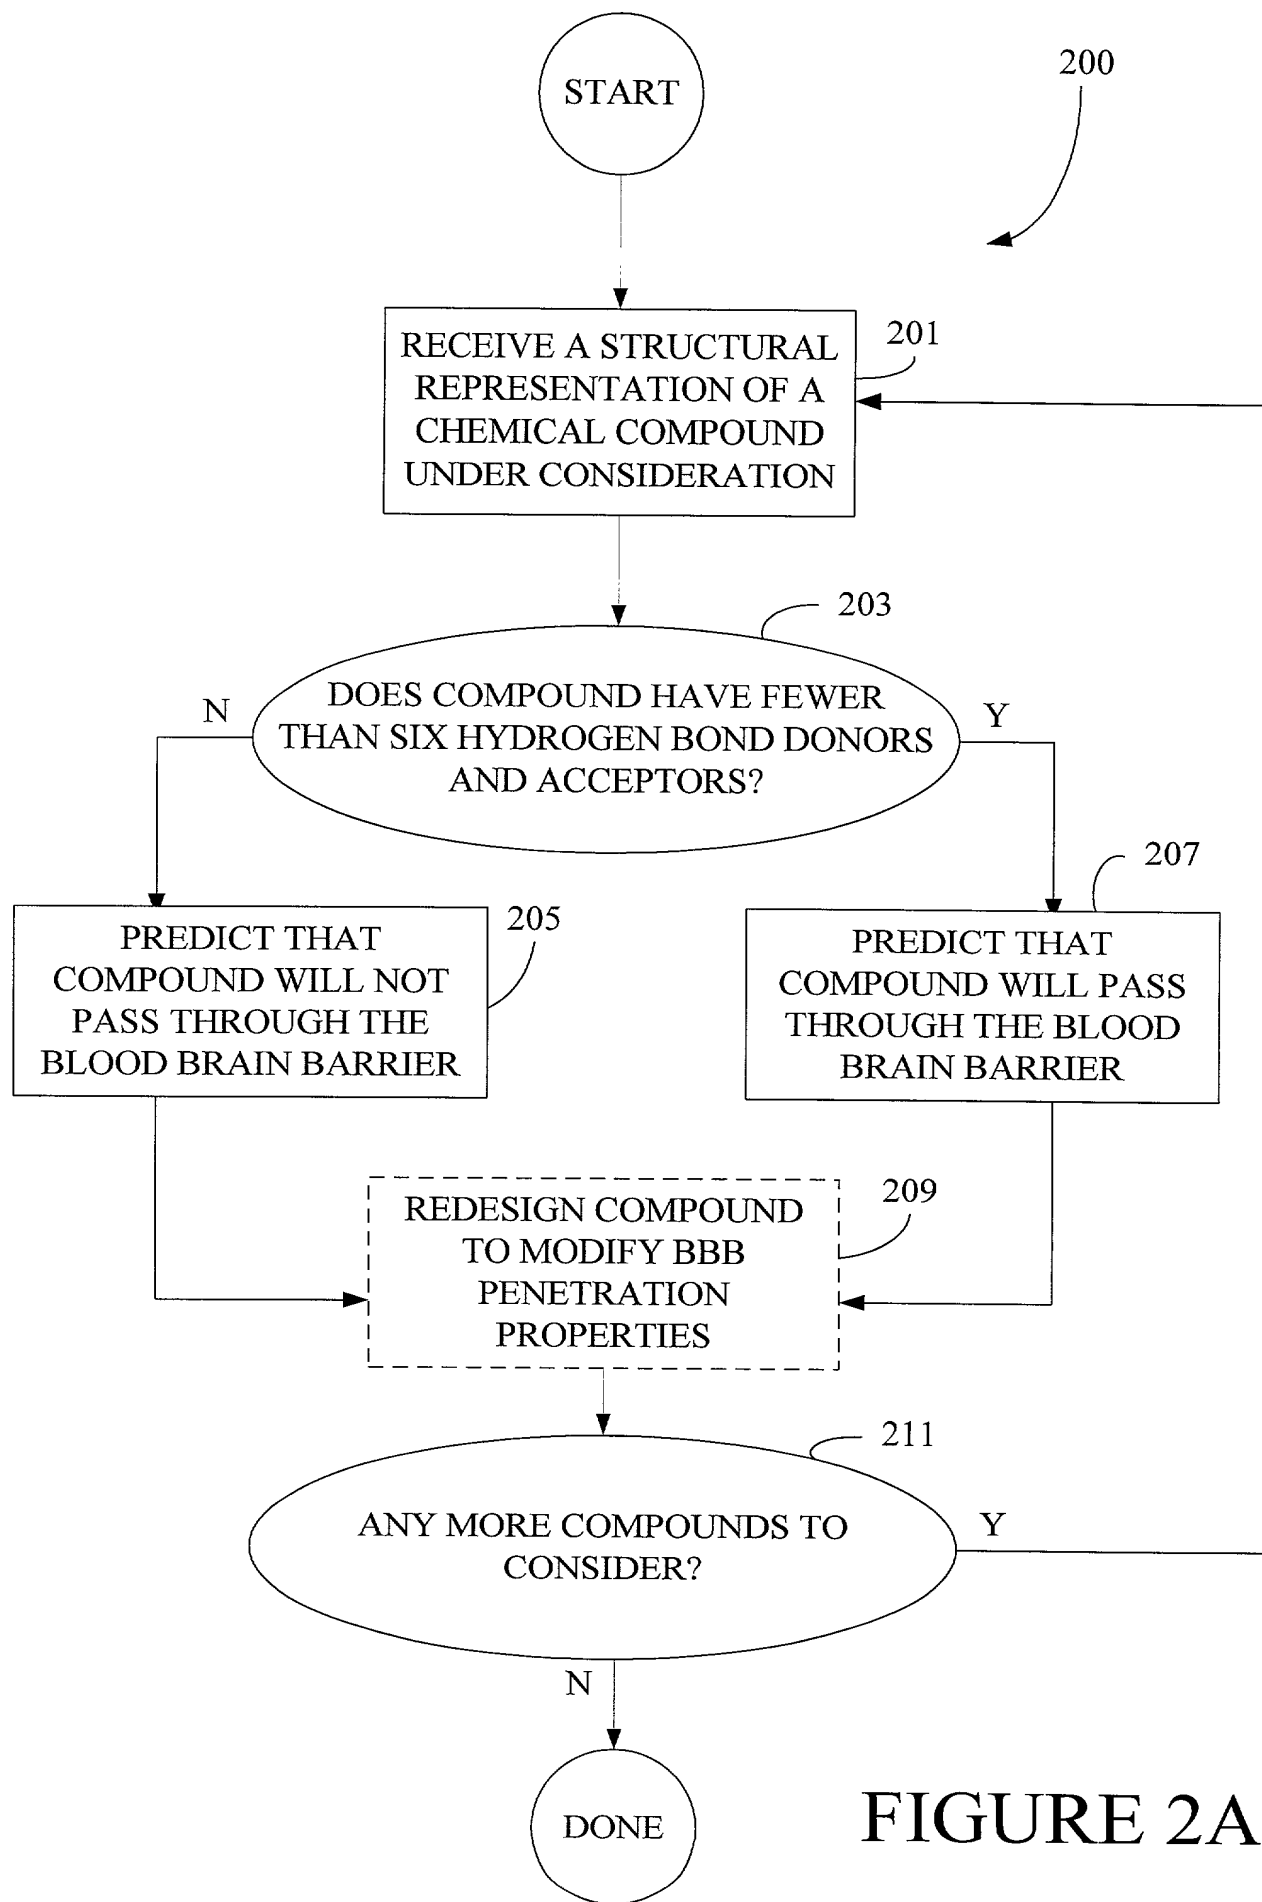 START
200
RECEIVE A STRUCTURAL
REPRESENTATION OF A
CHEMICAL COMPOUND
UNDER CONSIDERATION
201
203
DOES COMPOUND HAVE FEWER
THAN SIX HYDROGEN BOND DONORS
AND ACCEPTORS?
N
Y
205
PREDICT THAT
COMPOUND WILL NOT
PASS THROUGH THE
BLOOD BRAIN BARRIER
207
PREDICT THAT
COMPOUND WILL PASS
THROUGH THE BLOOD
BRAIN BARRIER
209
REDESIGN COMPOUND
TO MODIFY BBB
PENETRATION
PROPERTIES
211
ANY MORE COMPOUNDS TO
CONSIDER?
Y
N
DONE
FIGURE 2A